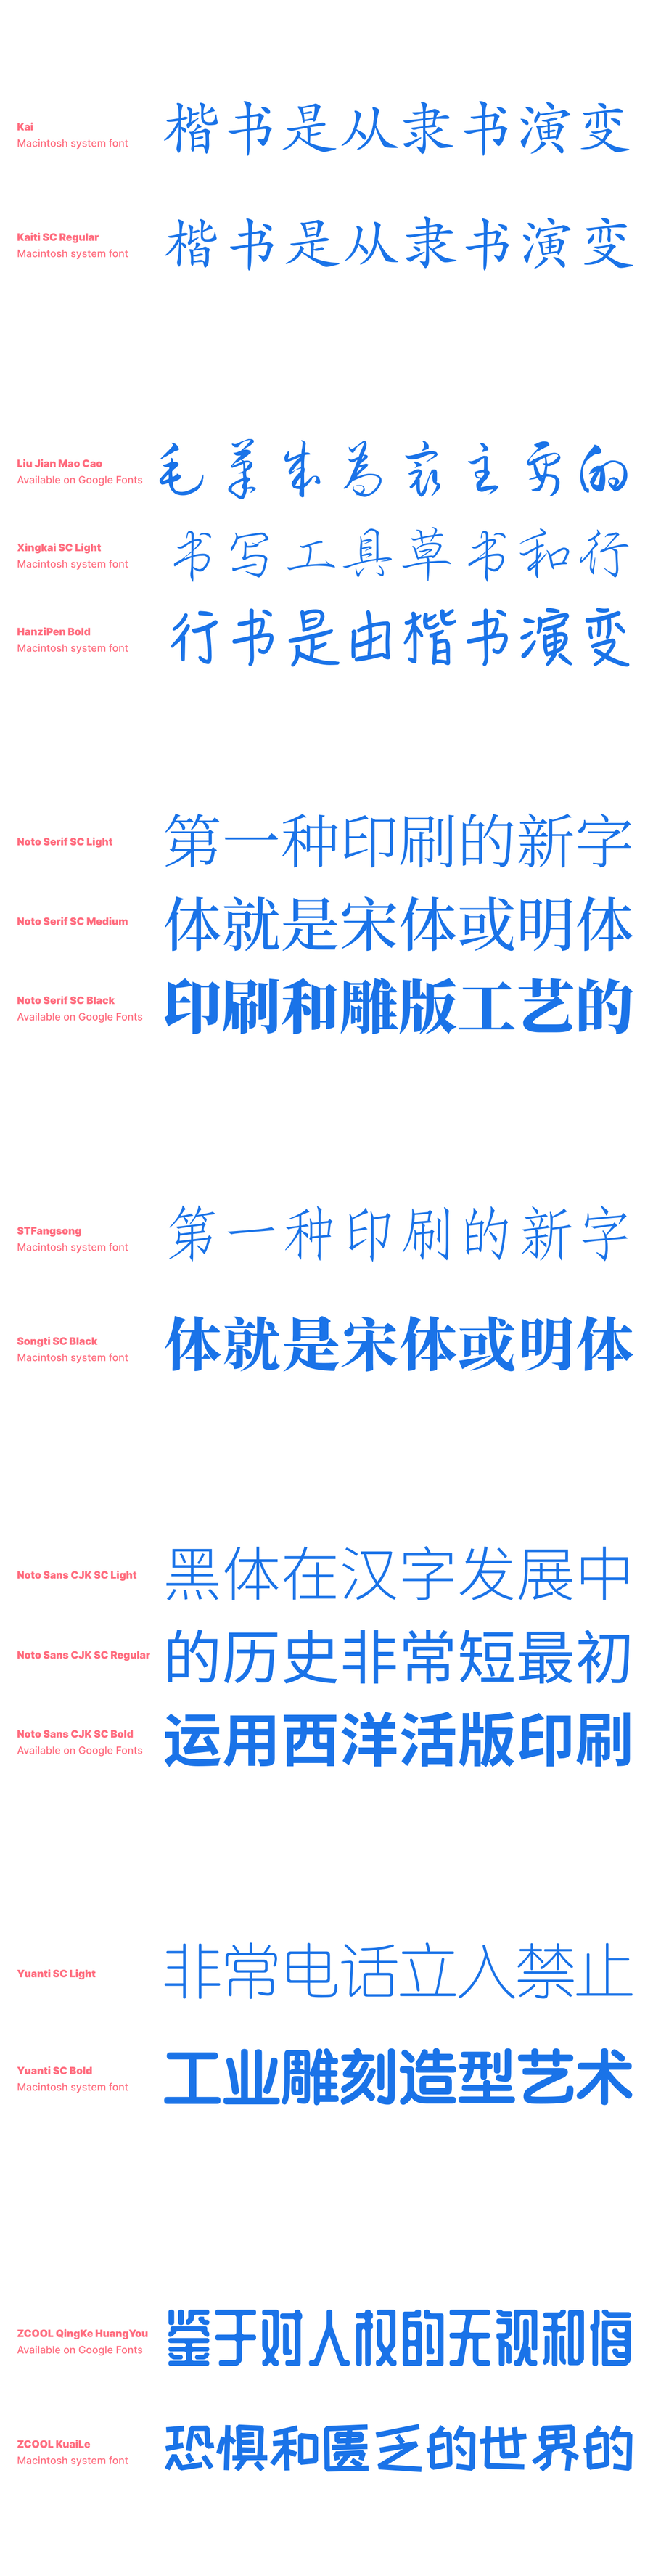 Kai
Macintosh system font
楷书是从隶书演变
Kaiti SC Regular
Macintosh system font
楷书是从隶书演变
Liu Jian Mao Cao
Available on Google Fonts
毛笔成为最主要的
Xingkai SC Light
Macintosh system font
书写工具草书和行
HanziPen Bold
Macintosh system font
行书是由楷书演变
Noto Serif SC Light
第一种印刷的新字
Noto Serif SC Medium
体就是宋体或明体
Noto Serif SC Black
Available on Google Fonts
印刷和雕版工艺的
STFangsong
Macintosh system font
第一种印刷的新字
Songti SC Black
Macintosh system font
体就是宋体或明体
Noto Sans CJK SC Light
黑体在汉字发展中
Noto Sans CJK SC Regular
的历史非常短最初
Noto Sans CJK SC Bold
Available on Google Fonts
运用西洋活版印刷
Yuanti SC Light
非常电话立入禁止
Yuanti SC Bold
Macintosh system font
工业雕刻造型艺术
ZCOOL QingKe HuangYou
Available on Google Fonts
鉴于对人权的无视和侮
ZCOOL KuaiLe
Macintosh system font
恐惧和匮乏的世界的